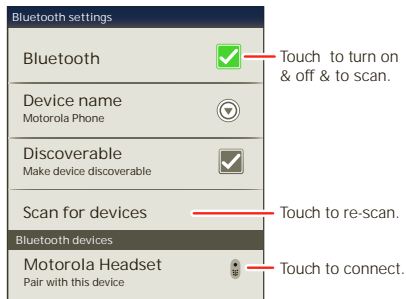 Bluetooth settings
Bluetooth
Touch to turn on
& off & to scan.
Device name
Motorola Phone
Discoverable
Make device discoverable
Scan for devices
Touch to re-scan.
Bluetooth devices
Motorola Headset
Pair with this device
Touch to connect.